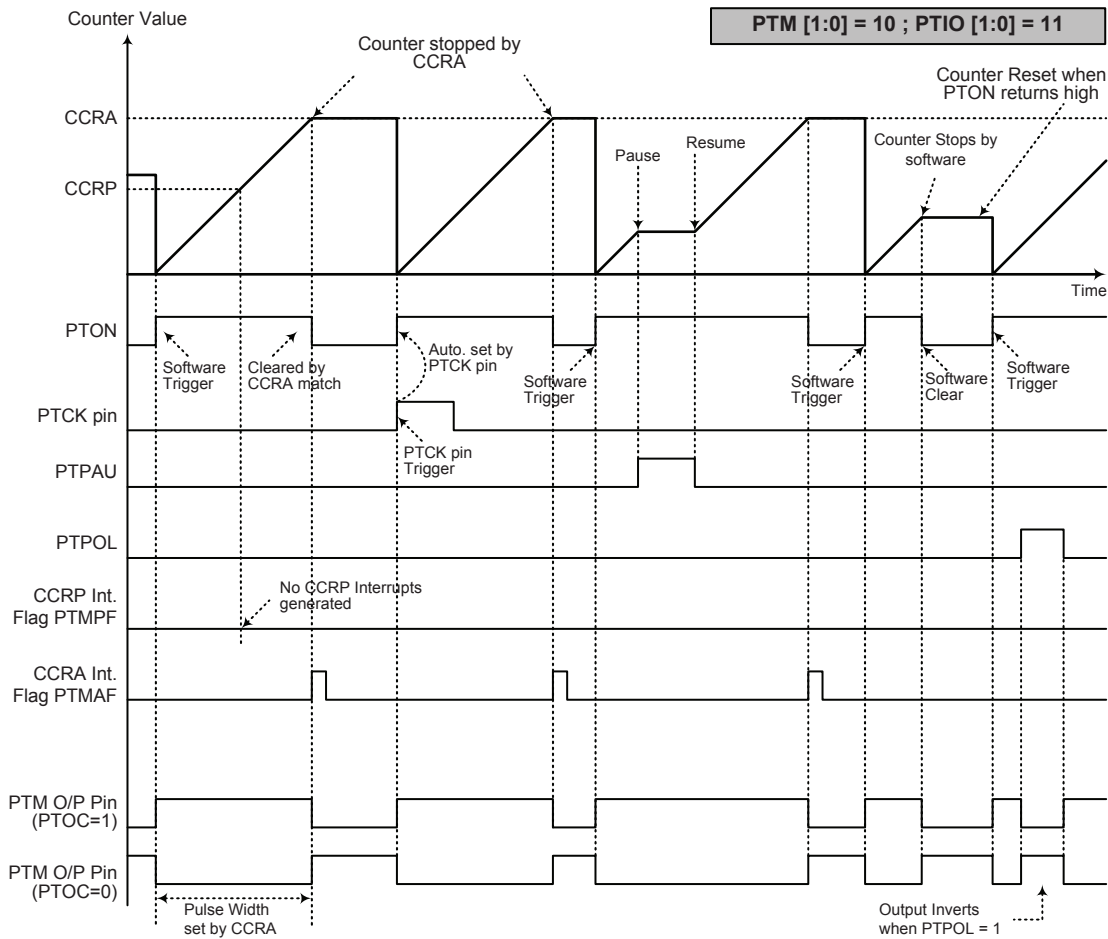 Counter Value
PTM [1:0] = 10 ; PTIO [1:0] = 11
Counter stopped by
CCRA
Counter Reset when
PTON returns high
CCRA
Pause
Resume
Counter Stops by
software
CCRP
Time
PTON
Software
Trigger
Cleared by
CCRA match
Auto. set by
PTCK pin
Software
Trigger
Software
Trigger
Software
Clear
Software
Trigger
PTCK pin
PTCK pin
Trigger
PTPAU
PTPOL
CCRP Int.
Flag PTMPF
No CCRP Interrupts
generated
CCRA Int.
Flag PTMAF
PTM O/P Pin
(PTOC=1)
PTM O/P Pin
(PTOC=0)
Pulse Width
set by CCRA
Output Inverts
when PTPOL = 1